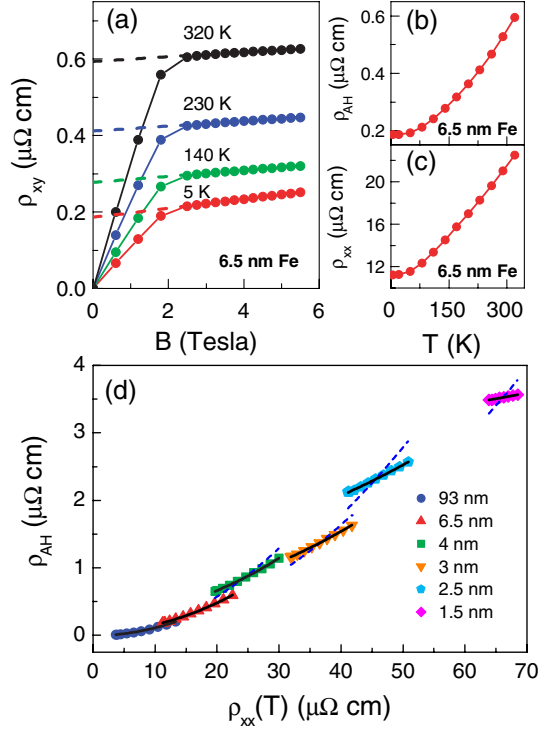 (a)
320 K
230 K
140 K
5 K
6.5 nm Fe
ρxy (μΩ cm)
0.6
0.4
0.2
0.0
0 2 4 6
B (Tesla)
(b)
ρAH (μΩ cm)
0.6
0.4
0.2
6.5 nm Fe
(c)
ρxx (μΩ cm)
20
16
12
6.5 nm Fe
0 150 300
T (K)
(d)
ρAH (μΩ cm)
4
3
2
1
0
93 nm
6.5 nm
4 nm
3 nm
2.5 nm
1.5 nm
0 10 20 30 40 50 60 70
ρxx(T) (μΩ cm)